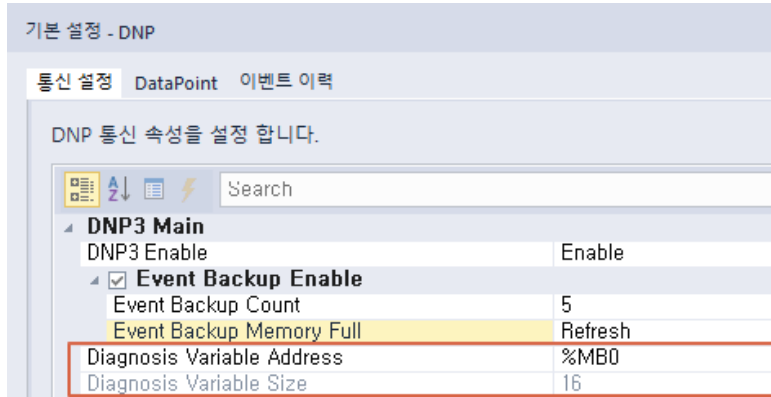 기본 설정 - DNP
통신 설정 DataPoint 이벤트 이력
DNP 통신 속성을 설정 합니다.
Search
DNP3 Main
DNP3 Enable Enable
Event Backup Enable
Event Backup Count 5
Event Backup Memory Full Refresh
Diagnosis Variable Address %MB0
Diagnosis Variable Size 16